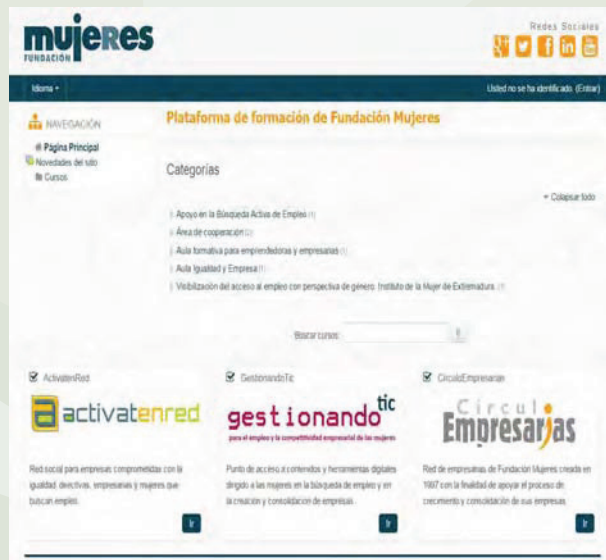 mujeRes
FUNDACIÓN
Redes Sociales
Idioma
Usted no se ha identificado. (Entrar)
NAVEGACIÓN
Página Principal
Novedades del sitio
Cursos
Plataforma de formación de Fundación Mujeres
Categorías
Colapsar todo
Apoyo en la Búsqueda Activa de Empleo (1)
Área de cooperación (2)
Aula formativa para emprendedoras y empresarias (1)
Aula Igualdad y Empresa (1)
Visibilización del acceso al empleo con perspectiva de género. Instituto de la Mujer de Extremadura. (1)
Buscar cursos:
ActivatenRed
activatenred
Red social para empresas comprometidas con la
igualdad, directivas, empresarias y mujeres que
buscan empleo.
Ir
GestionandoTic
gestionando tic
para el empleo y la competitividad empresarial de las mujeres
Punto de acceso a contenidos y herramientas digitales
dirigido a las mujeres en la búsqueda de empleo y en
la creación y consolidación de empresas.
Ir
CirculoEmpresarias
Circul
Empresarias
Red de empresarias de Fundación Mujeres creada en
1997 con la finalidad de apoyar el proceso de
crecimiento y consolidación de sus empresas.
Ir